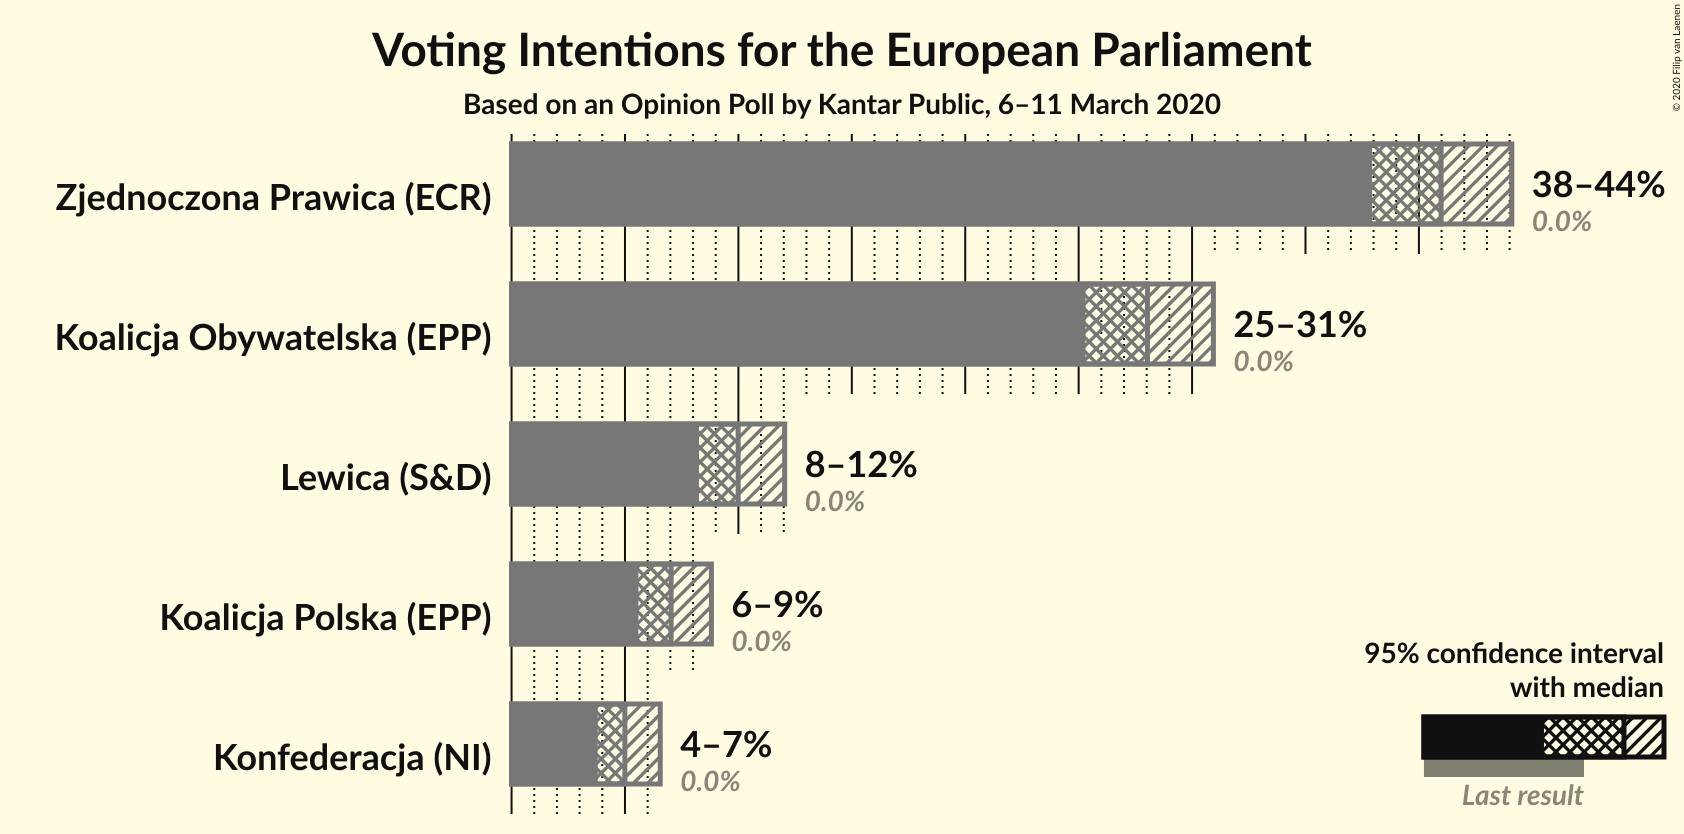 Voting Intentions for the European Parliament
Based on an Opinion Poll by Kantar Public, 6–11 March 2020
© 2020 Filip van Laenen
Zjednoczona Prawica (ECR)
38–44%
0.0%
Koalicja Obywatelska (EPP)
25–31%
0.0%
Lewica (S&D)
8–12%
0.0%
Koalicja Polska (EPP)
6–9%
0.0%
Konfederacja (NI)
4–7%
0.0%
95% confidence interval
with median
Last result